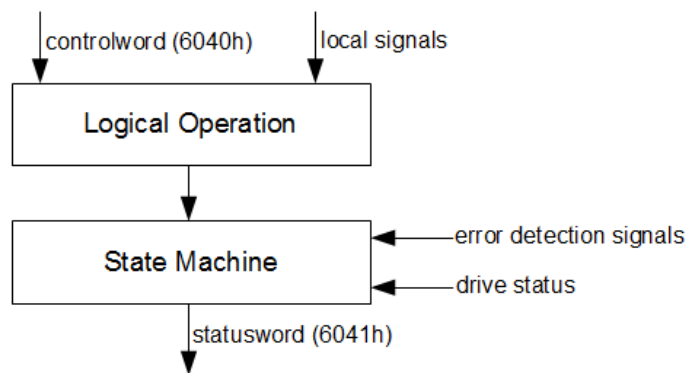 controlword (6040h)
local signals
Logical Operation
State Machine
error detection signals
drive status
statusword (6041h)